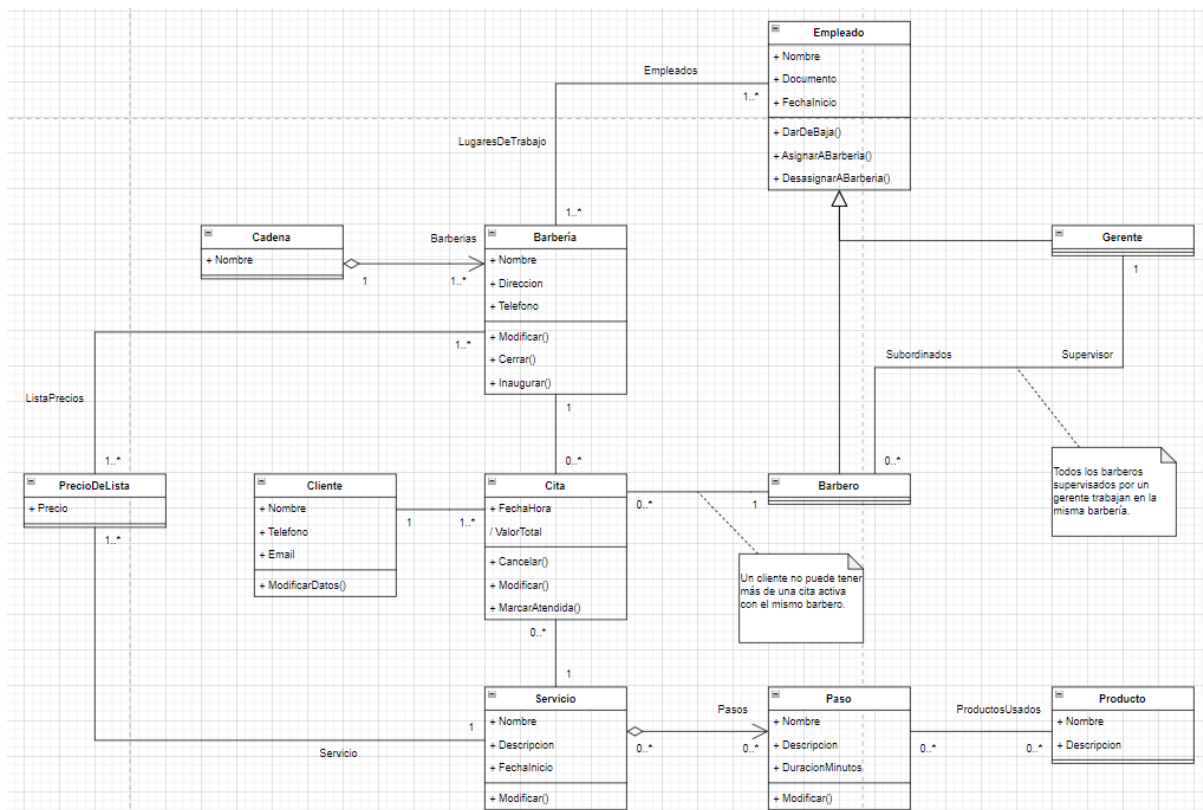 Empleado
+ Nombre
+ Documento
+ FechaInicio
+ DarDeBaja()
+ AsignarABarberia()
+ DesasignarABarberia()
Empleados
1..*
LugaresDeTrabajo
1..*
Cadena
+ Nombre
Barberias
1
1..*
Barbería
+ Nombre
+ Direccion
+ Telefono
+ Modificar()
+ Cerrar()
+ Inaugurar()
Gerente
1
1..*
Subordinados
Supervisor
ListaPrecios
1
1..*
0..*
0..*
Todos los barberos
supervisados por un
gerente trabajan en la
misma barbería.
PrecioDeLista
+ Precio
1..*
Cliente
+ Nombre
+ Telefono
+ Email
+ ModificarDatos()
1
1..*
Cita
+ FechaHora
/ ValorTotal
+ Cancelar()
+ Modificar()
+ MarcarAtendida()
0..*
1
Barbero
Un cliente no puede tener
más de una cita activa
con el mismo barbero.
0..*
1
1
Servicio
Servicio
+ Nombre
+ Descripcion
+ FechaInicio
+ Modificar()
Pasos
0..*
0..*
Paso
+ Nombre
+ Descripcion
+ DuracionMinutos
+ Modificar()
ProductosUsados
0..*
0..*
Producto
+ Nombre
+ Descripcion